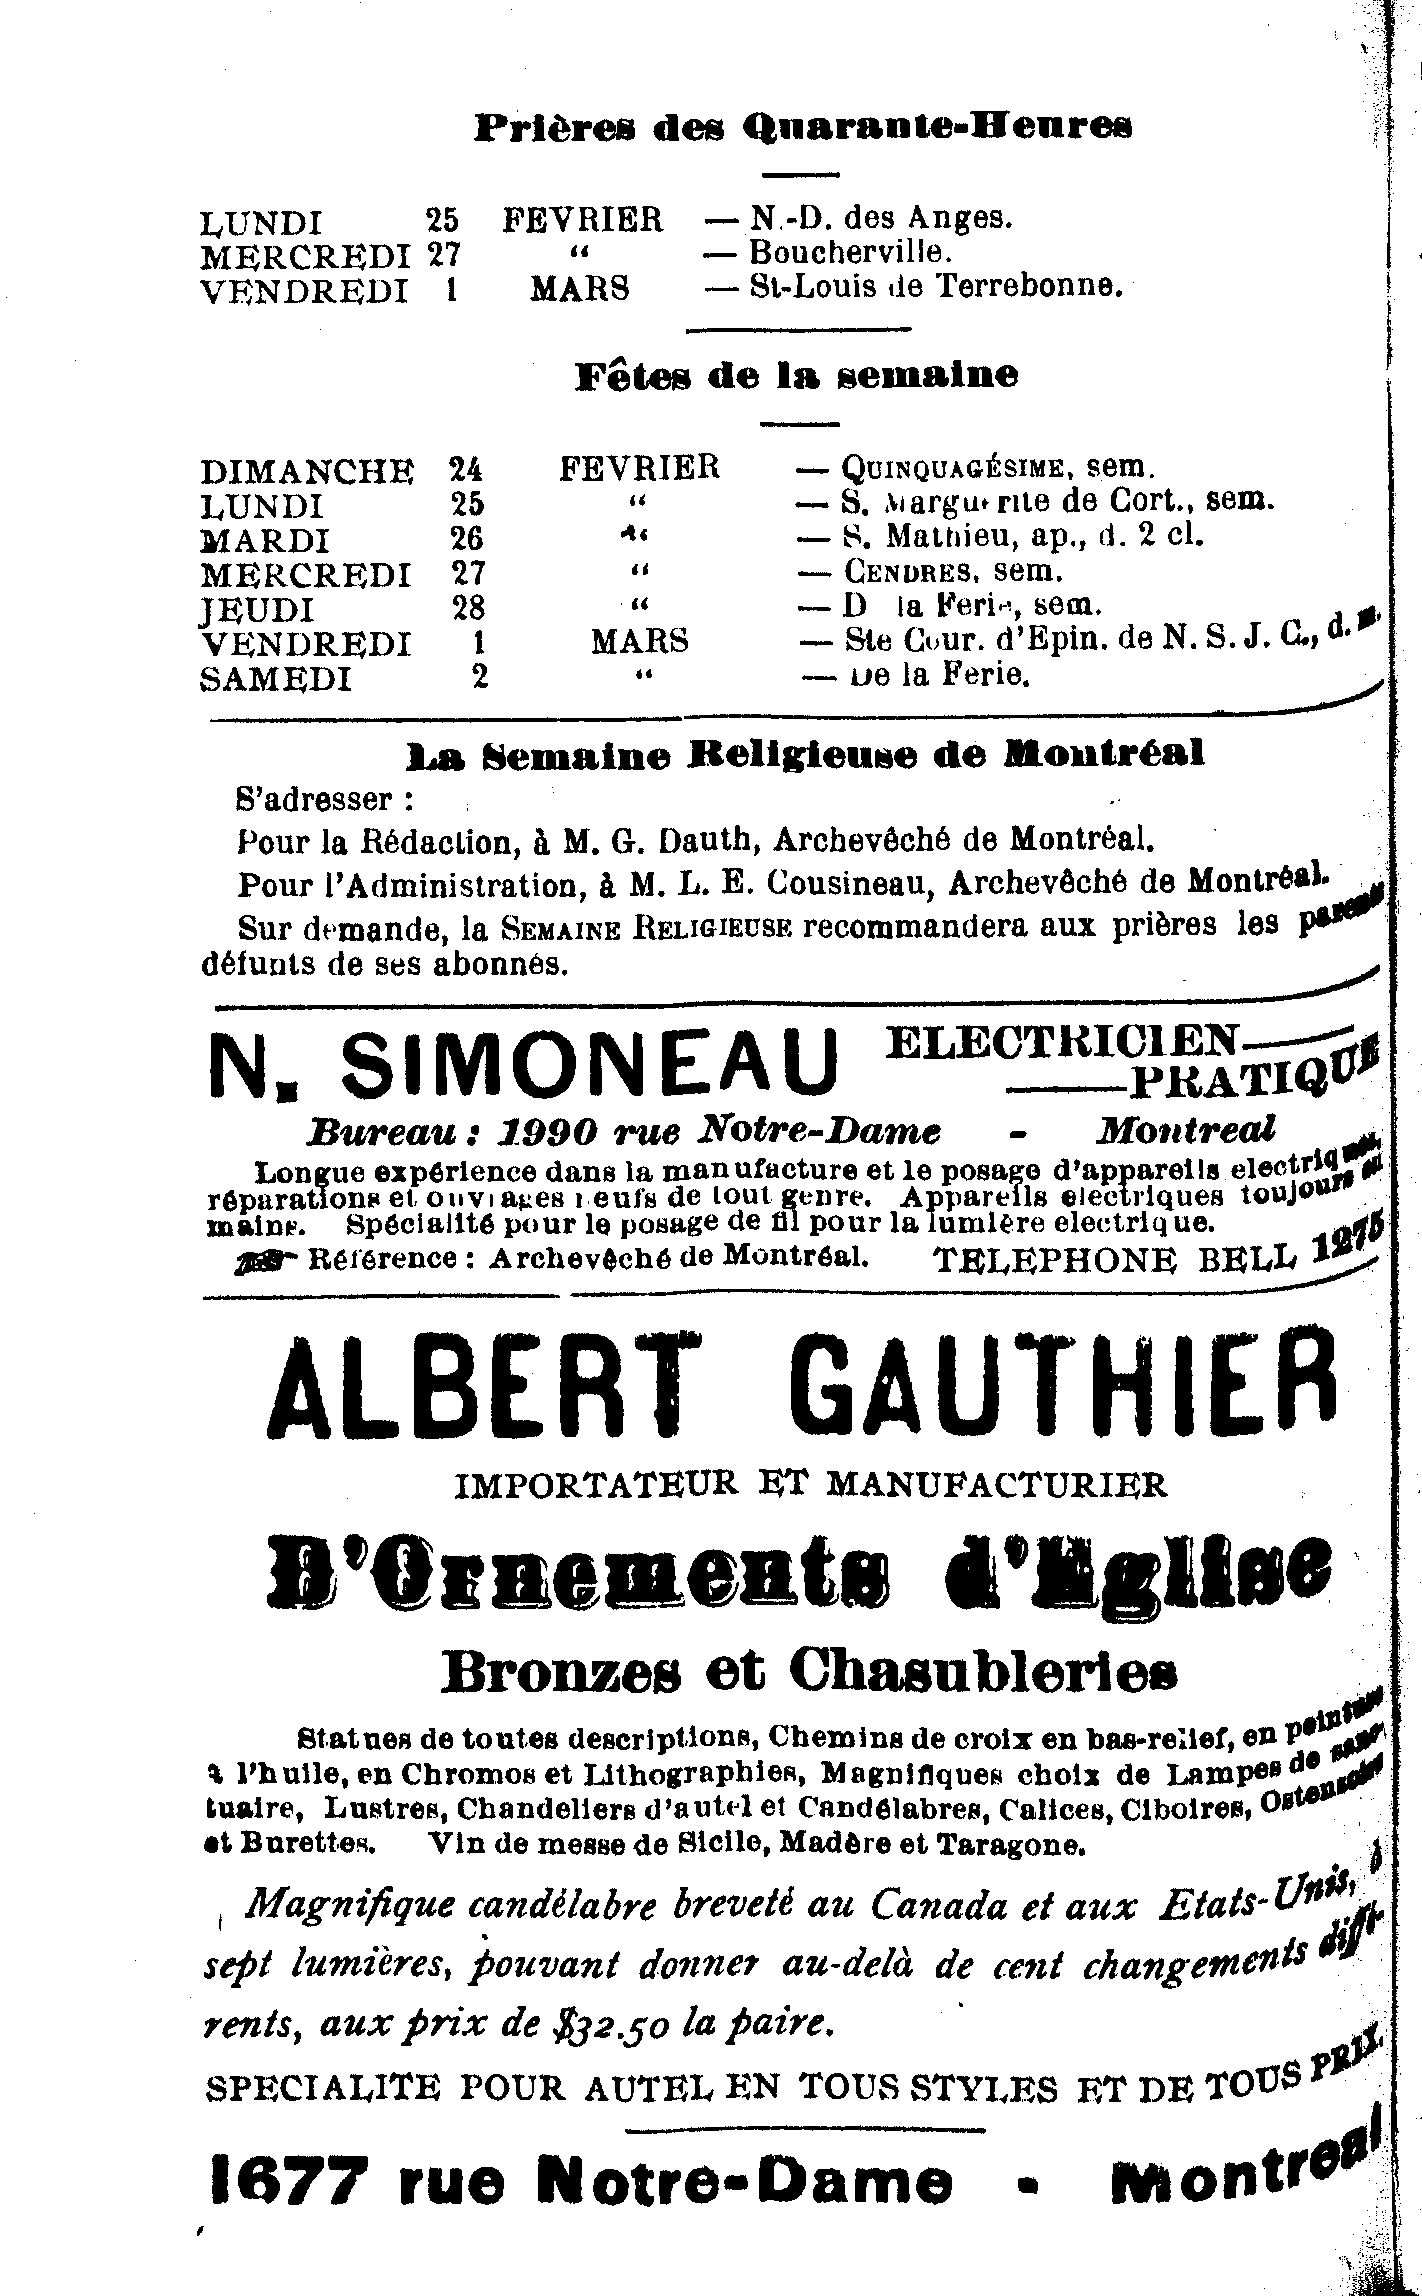 Prières des Quarante-Heures
LUNDI 25 FEVRIER — N.-D. des Anges.
MERCREDI 27 “ — Boucherville.
VENDREDI 1 MARS — St-Louis de Terrebonne.
Fêtes de la semaine
DIMANCHE 24 FEVRIER — QUINQUAGÉSIME, sem.
LUNDI 25 “ — S. Marguerite de Cort., sem.
MARDI 26 “ — S. Mathieu, ap., d. 2 cl.
MERCREDI 27 “ — CENDRES, sem.
JEUDI 28 “ — D la Ferie, sem.
VENDREDI 1 MARS — Ste Cour. d'Epin. de N. S. J. C., d. m.
SAMEDI 2 “ — De la Ferie.
La Semaine Religieuse de Montréal
S'adresser :
Pour la Rédaction, à M. G. Dauth, Archevêché de Montréal.
Pour l'Administration, à M. L. E. Cousineau, Archevêché de Montréal.
Sur demande, la SEMAINE RELIGIEUSE recommandera aux prières les parents
défunts de ses abonnés.
N. SIMONEAU ELECTRICIEN
PRATIQUE
Bureau : 1990 rue Notre-Dame - Montreal
Longue expérience dans la manufacture et le posage d'appareils electriques,
réparations et ouvrages neufs de tout genre. Appareils electriques toujours en
mains. Spécialité pour le posage de fil pour la lumière electrique.
Référence : Archevêché de Montréal. TELEPHONE BELL 1275
ALBERT GAUTHIER
IMPORTATEUR ET MANUFACTURIER
D'Ornements d'Eglise
Bronzes et Chasubleries
Statues de toutes descriptions, Chemins de croix en bas-relief, en peinture
à l'huile, en Chromos et Lithographies, Magnifiques choix de Lampes de sanc-
tuaire, Lustres, Chandeliers d'autel et Candélabres, Calices, Ciboires, Ostensoirs
et Burettes. Vin de messe de Sicile, Madère et Taragone.
Magnifique candélabre breveté au Canada et aux Etats-Unis, à
sept lumières, pouvant donner au-delà de cent changements diffé-
rents, aux prix de $32.50 la paire.
SPECIALITE POUR AUTEL EN TOUS STYLES ET DE TOUS PRIX.
1677 rue Notre-Dame - Montreal